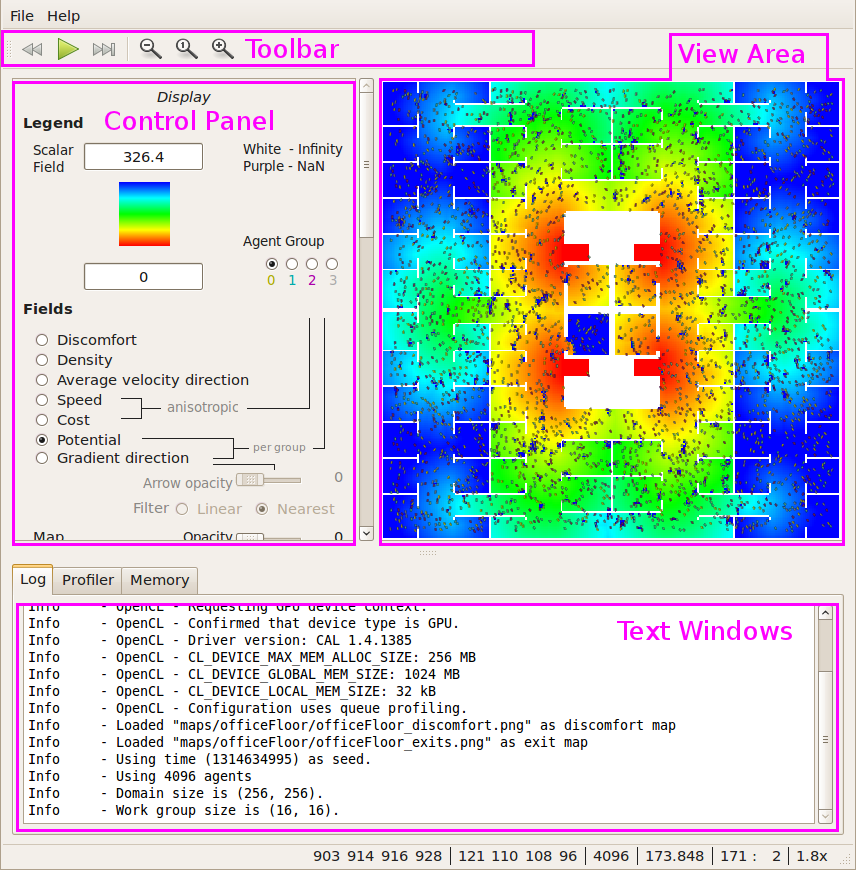 File Help
Toolbar
View Area
Display
Legend
Control Panel
Scalar Field
326.4
White - Infinity
Purple - NaN
Agent Group
0 1 2 3
0
Fields
Discomfort
Density
Average velocity direction
Speed
anisotropic
Cost
Potential
per group
Gradient direction
Arrow opacity 0
Filter Linear Nearest
Map Opacity 0
Log Profiler Memory
Text Windows
Info - OpenCL - Requesting GPU device context.
Info - OpenCL - Confirmed that device type is GPU.
Info - OpenCL - Driver version: CAL 1.4.1385
Info - OpenCL - CL_DEVICE_MAX_MEM_ALLOC_SIZE: 256 MB
Info - OpenCL - CL_DEVICE_GLOBAL_MEM_SIZE: 1024 MB
Info - OpenCL - CL_DEVICE_LOCAL_MEM_SIZE: 32 kB
Info - OpenCL - Configuration uses queue profiling.
Info - Loaded "maps/officeFloor/officeFloor_discomfort.png" as discomfort map
Info - Loaded "maps/officeFloor/officeFloor_exits.png" as exit map
Info - Using time (1314634995) as seed.
Info - Using 4096 agents
Info - Domain size is (256, 256).
Info - Work group size is (16, 16).
903 914 916 928 121 110 108 96 4096 173.848 171 : 2 1.8x